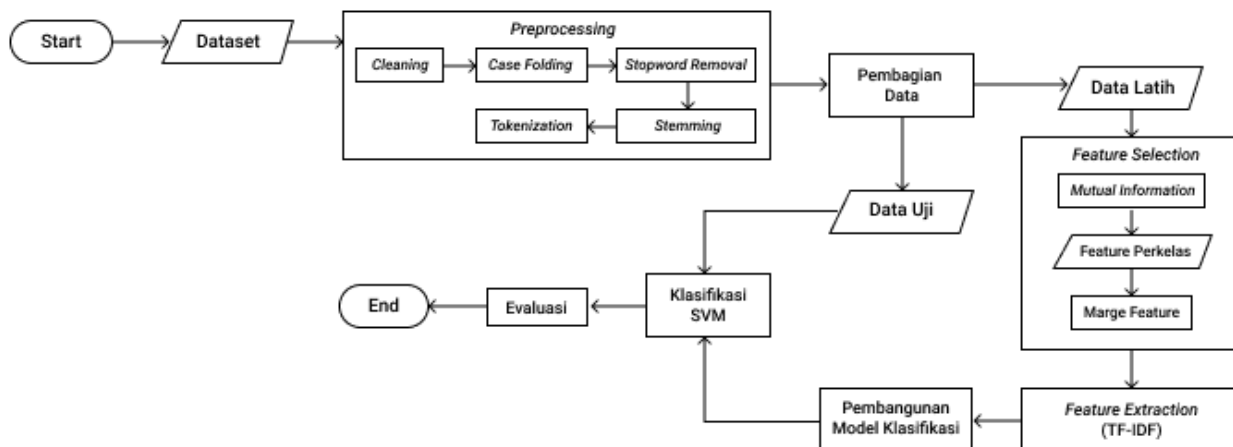 Start
Dataset
Preprocessing
Cleaning
Case Folding
Stopword Removal
Tokenization
Stemming
Pembagian
Data
Data Latih
Feature Selection
Mutual Information
Feature Perkelas
Marge Feature
Data Uji
End
Evaluasi
Klasifikasi
SVM
Pembangunan
Model Klasifikasi
Feature Extraction
(TF-IDF)